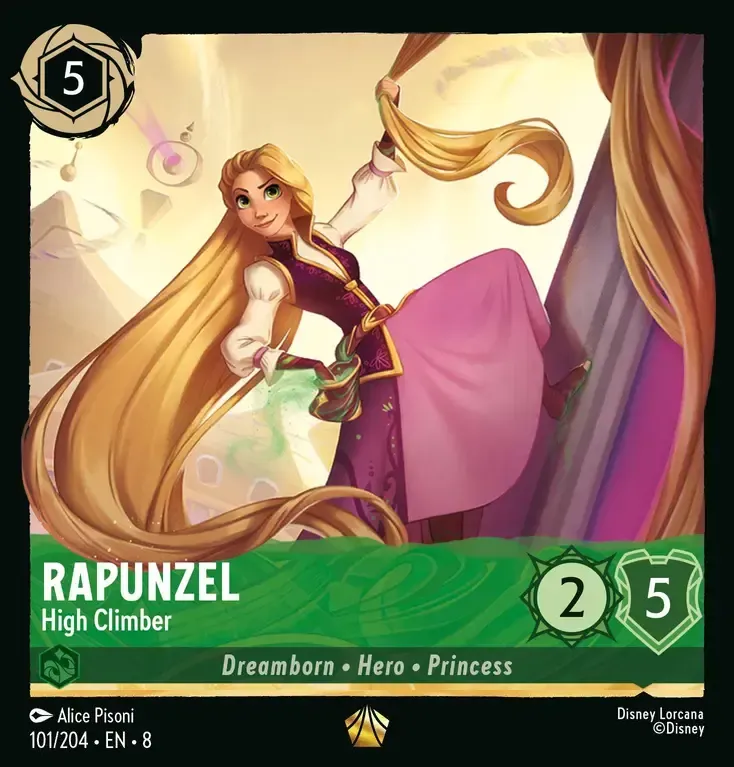 5
RAPUNZEL
High Climber
2 5
Dreamborn • Hero • Princess
Alice Pisoni
101/204 • EN • 8
Disney Lorcana
©Disney